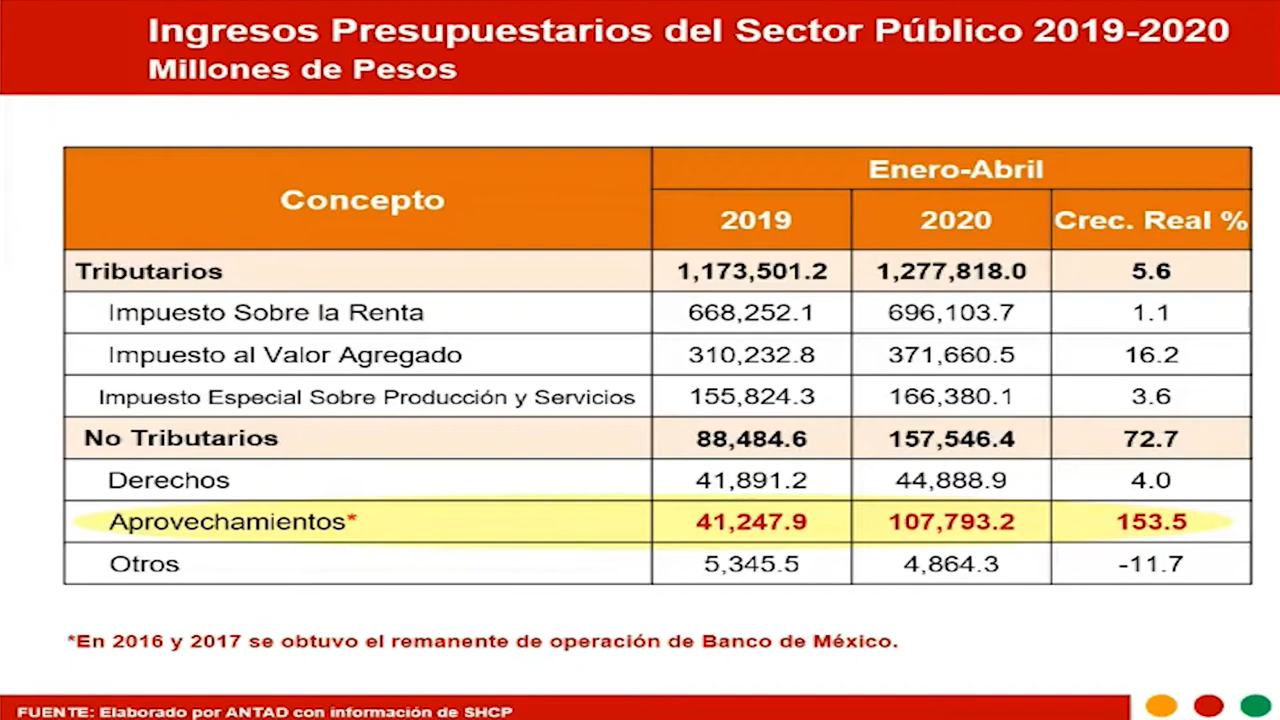 Ingresos Presupuestarios del Sector Público 2019-2020
Millones de Pesos
Concepto Enero-Abril
2019 2020 Crec. Real %
Tributarios 1,173,501.2 1,277,818.0 5.6
Impuesto Sobre la Renta 668,252.1 696,103.7 1.1
Impuesto al Valor Agregado 310,232.8 371,660.5 16.2
Impuesto Especial Sobre Producción y Servicios 155,824.3 166,380.1 3.6
No Tributarios 88,484.6 157,546.4 72.7
Derechos 41,891.2 44,888.9 4.0
Aprovechamientos* 41,247.9 107,793.2 153.5
Otros 5,345.5 4,864.3 -11.7
*En 2016 y 2017 se obtuvo el remanente de operación de Banco de México.
FUENTE: Elaborado por ANTAD con información de SHCP